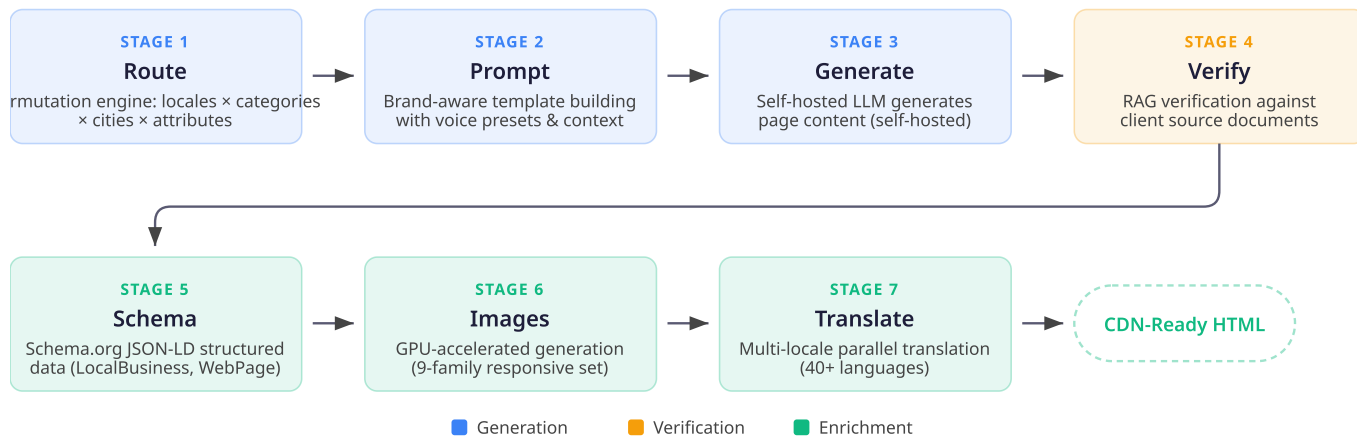 STAGE 1
Route
rmutation engine: locales × categories
× cities × attributes
STAGE 2
Prompt
Brand-aware template building
with voice presets & context
STAGE 3
Generate
Self-hosted LLM generates
page content (self-hosted)
STAGE 4
Verify
RAG verification against
client source documents
STAGE 5
Schema
Schema.org JSON-LD structured
data (LocalBusiness, WebPage)
STAGE 6
Images
GPU-accelerated generation
(9-family responsive set)
STAGE 7
Translate
Multi-locale parallel translation
(40+ languages)
CDN-Ready HTML
Generation
Verification
Enrichment